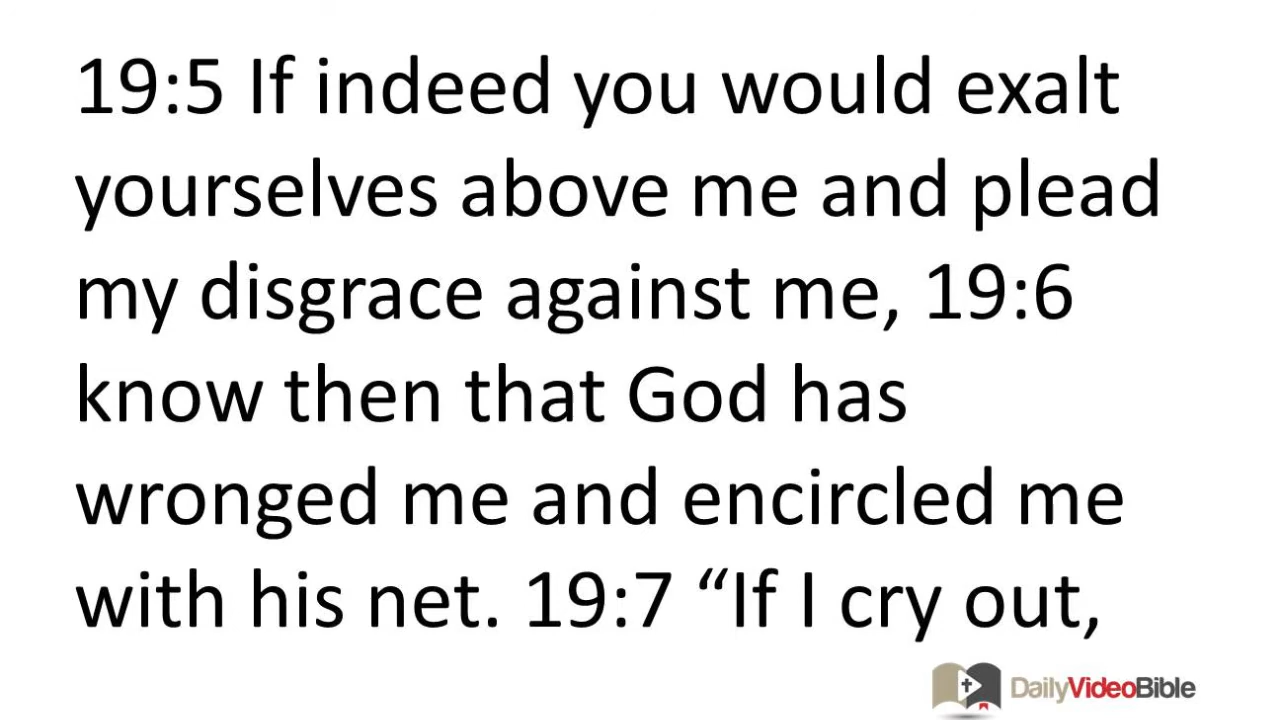 19:5 If indeed you would exalt
yourselves above me and plead
my disgrace against me, 19:6
know then that God has
wronged me and encircled me
with his net. 19:7 “If I cry out,
DailyVideoBible